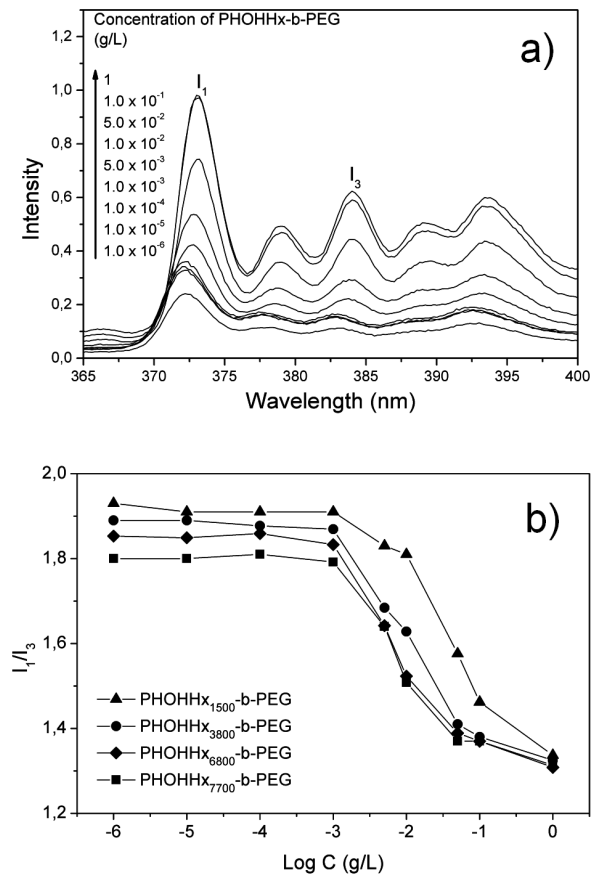 Concentration of PHOHHx-b-PEG
(g/L)
a)
1
1.0 x 10⁻¹
5.0 x 10⁻²
1.0 x 10⁻²
5.0 x 10⁻³
1.0 x 10⁻³
1.0 x 10⁻⁴
1.0 x 10⁻⁵
1.0 x 10⁻⁶
I₁
I₃
1,2
1,0
0,8
0,6
0,4
0,2
0,0
Intensity
365 370 375 380 385 390 395 400
Wavelength (nm)
b)
2,0
1,8
1,6
1,4
1,2
I₁/I₃
PHOHHx₁₅₀₀-b-PEG
PHOHHx₃₈₀₀-b-PEG
PHOHHx₆₈₀₀-b-PEG
PHOHHx₇₇₀₀-b-PEG
-6 -5 -4 -3 -2 -1 0
Log C (g/L)